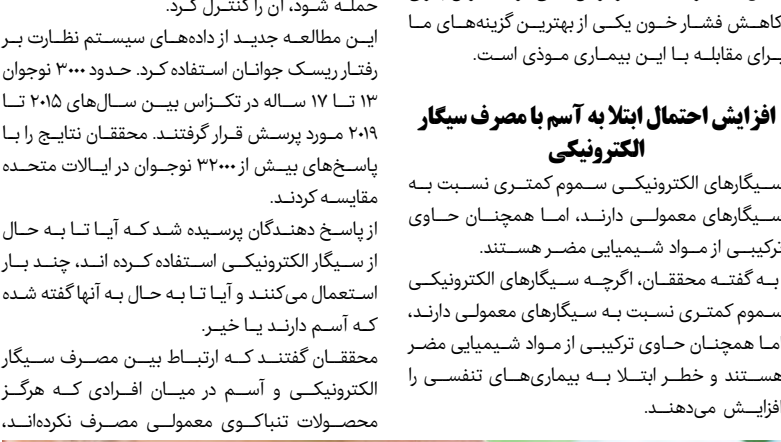 کاهش فشار خون یکی از بهترین گزینه‌های ما
برای مقابله با این بیماری موذی است.
افزایش احتمال ابتلا به آسم با مصرف سیگار
الکترونیکی
سیگارهای الکترونیکی سموم کمتری نسبت به
سیگارهای معمولی دارند، اما همچنان حاوی
ترکیبی از مواد شیمیایی مضر هستند.
به گفته محققان، اگرچه سیگارهای الکترونیکی
سموم کمتری نسبت به سیگارهای معمولی دارند،
اما همچنان حاوی ترکیبی از مواد شیمیایی مضر
هستند و خطر ابتلا به بیماری‌های تنفسی را
افزایش می‌دهند.
حمله شود، آن را کنترل کرد.
این مطالعه جدید از داده‌های سیستم نظارت بر
رفتار ریسک جوانان استفاده کرد. حدود ۳۰۰۰ نوجوان
۱۳ تا ۱۷ ساله در تکزاس بین سال‌های ۲۰۱۵ تا
۲۰۱۹ مورد پرسش قرار گرفتند. محققان نتایج را با
پاسخ‌های بیش از ۳۲۰۰۰ نوجوان در ایالات متحده
مقایسه کردند.
از پاسخ دهندگان پرسیده شد که آیا تا به حال
از سیگار الکترونیکی استفاده کرده اند، چند بار
استعمال می‌کنند و آیا تا به حال به آنها گفته شده
که آسم دارند یا خیر.
محققان گفتند که ارتباط بین مصرف سیگار
الکترونیکی و آسم در میان افرادی که هرگز
محصولات تنباکوی معمولی مصرف نکرده‌اند،